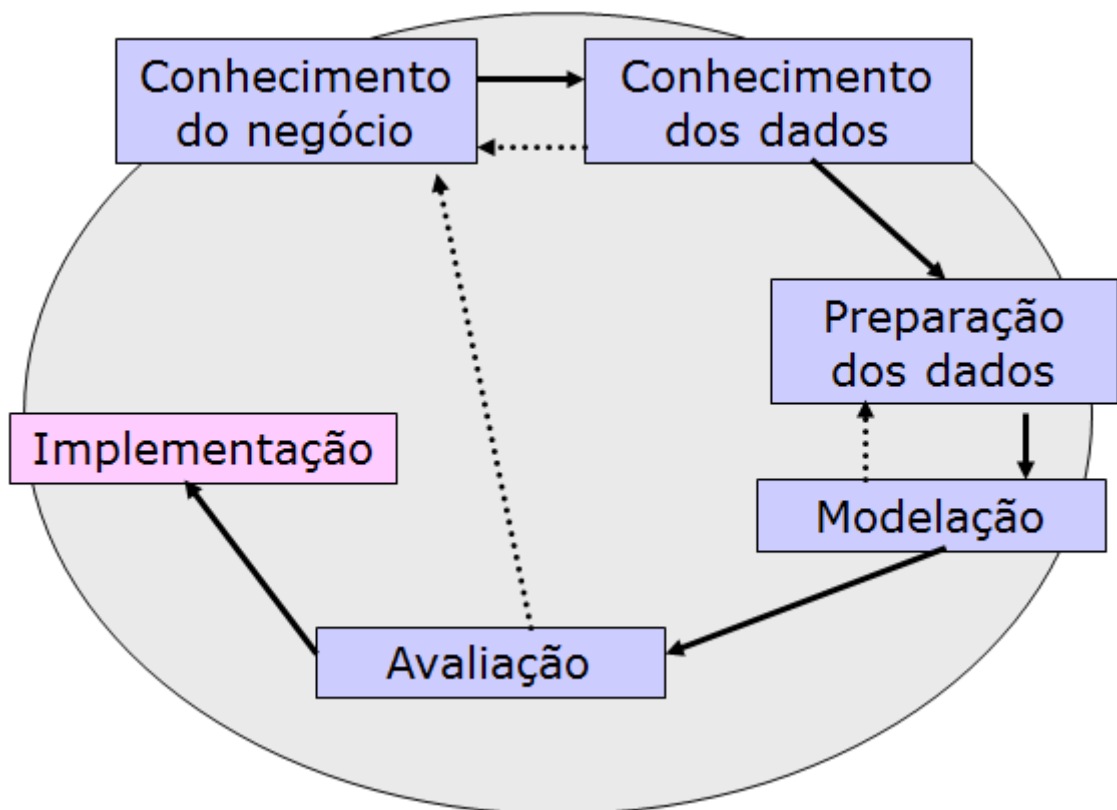 Conhecimento
do negócio
Conhecimento
dos dados
Preparação
dos dados
Implementação
Modelação
Avaliação